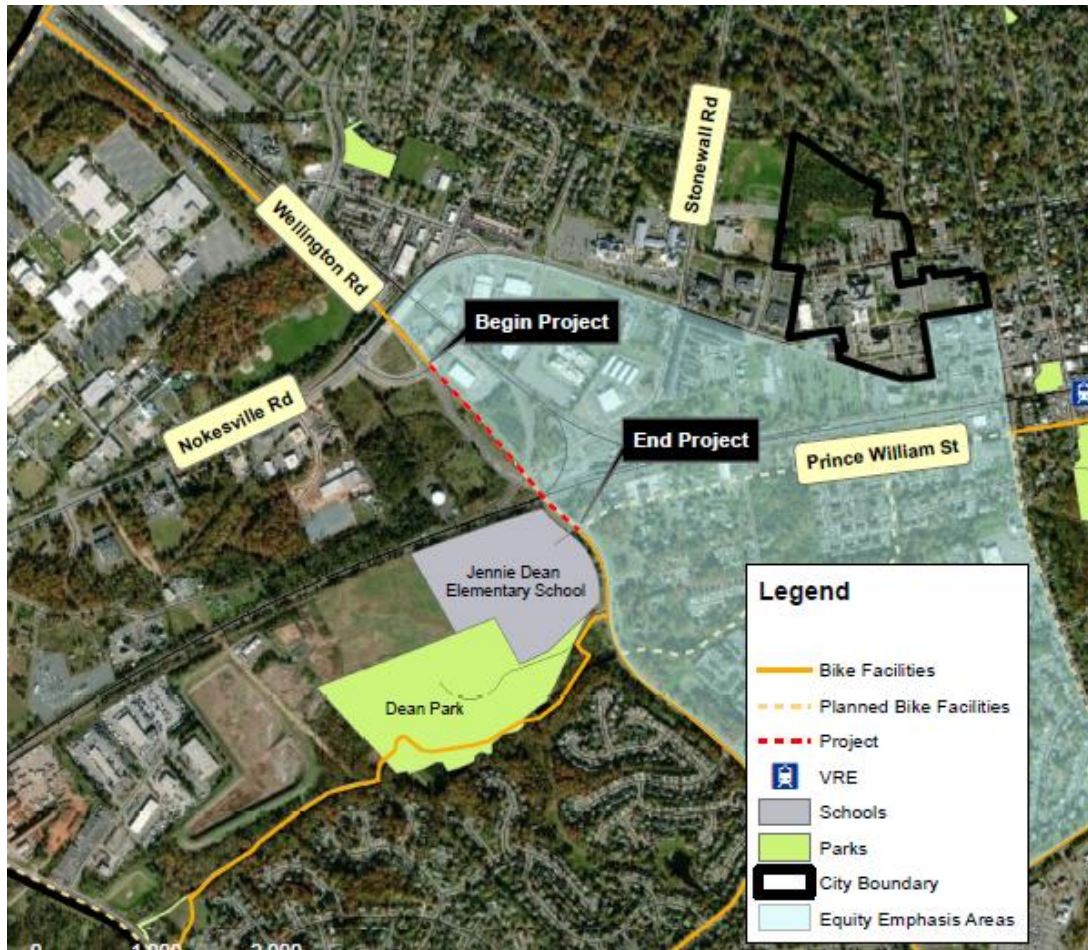 Stonewall Rd
Wellington Rd
Begin Project
Nokesville Rd
End Project
Prince William St
Jennie Dean
Elementary School
Dean Park
Legend
Bike Facilities
Planned Bike Facilities
Project
VRE
Schools
Parks
City Boundary
Equity Emphasis Areas